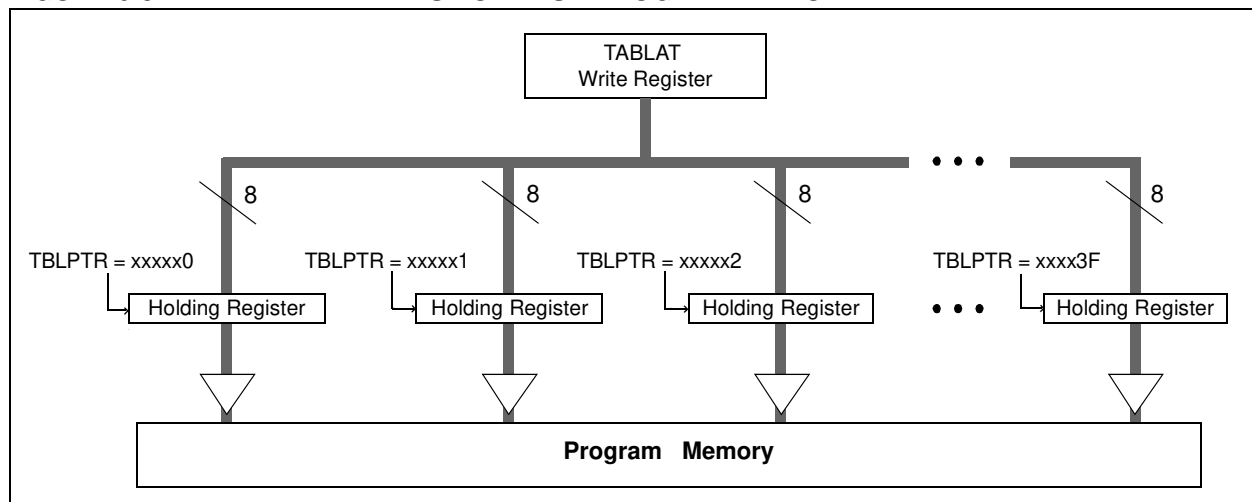 TABLAT
Write Register
8 8 8 8
TBLPTR = xxxxx0 TBLPTR = xxxxx1 TBLPTR = xxxxx2 TBLPTR = xxxx3F
Holding Register Holding Register Holding Register Holding Register
Program Memory